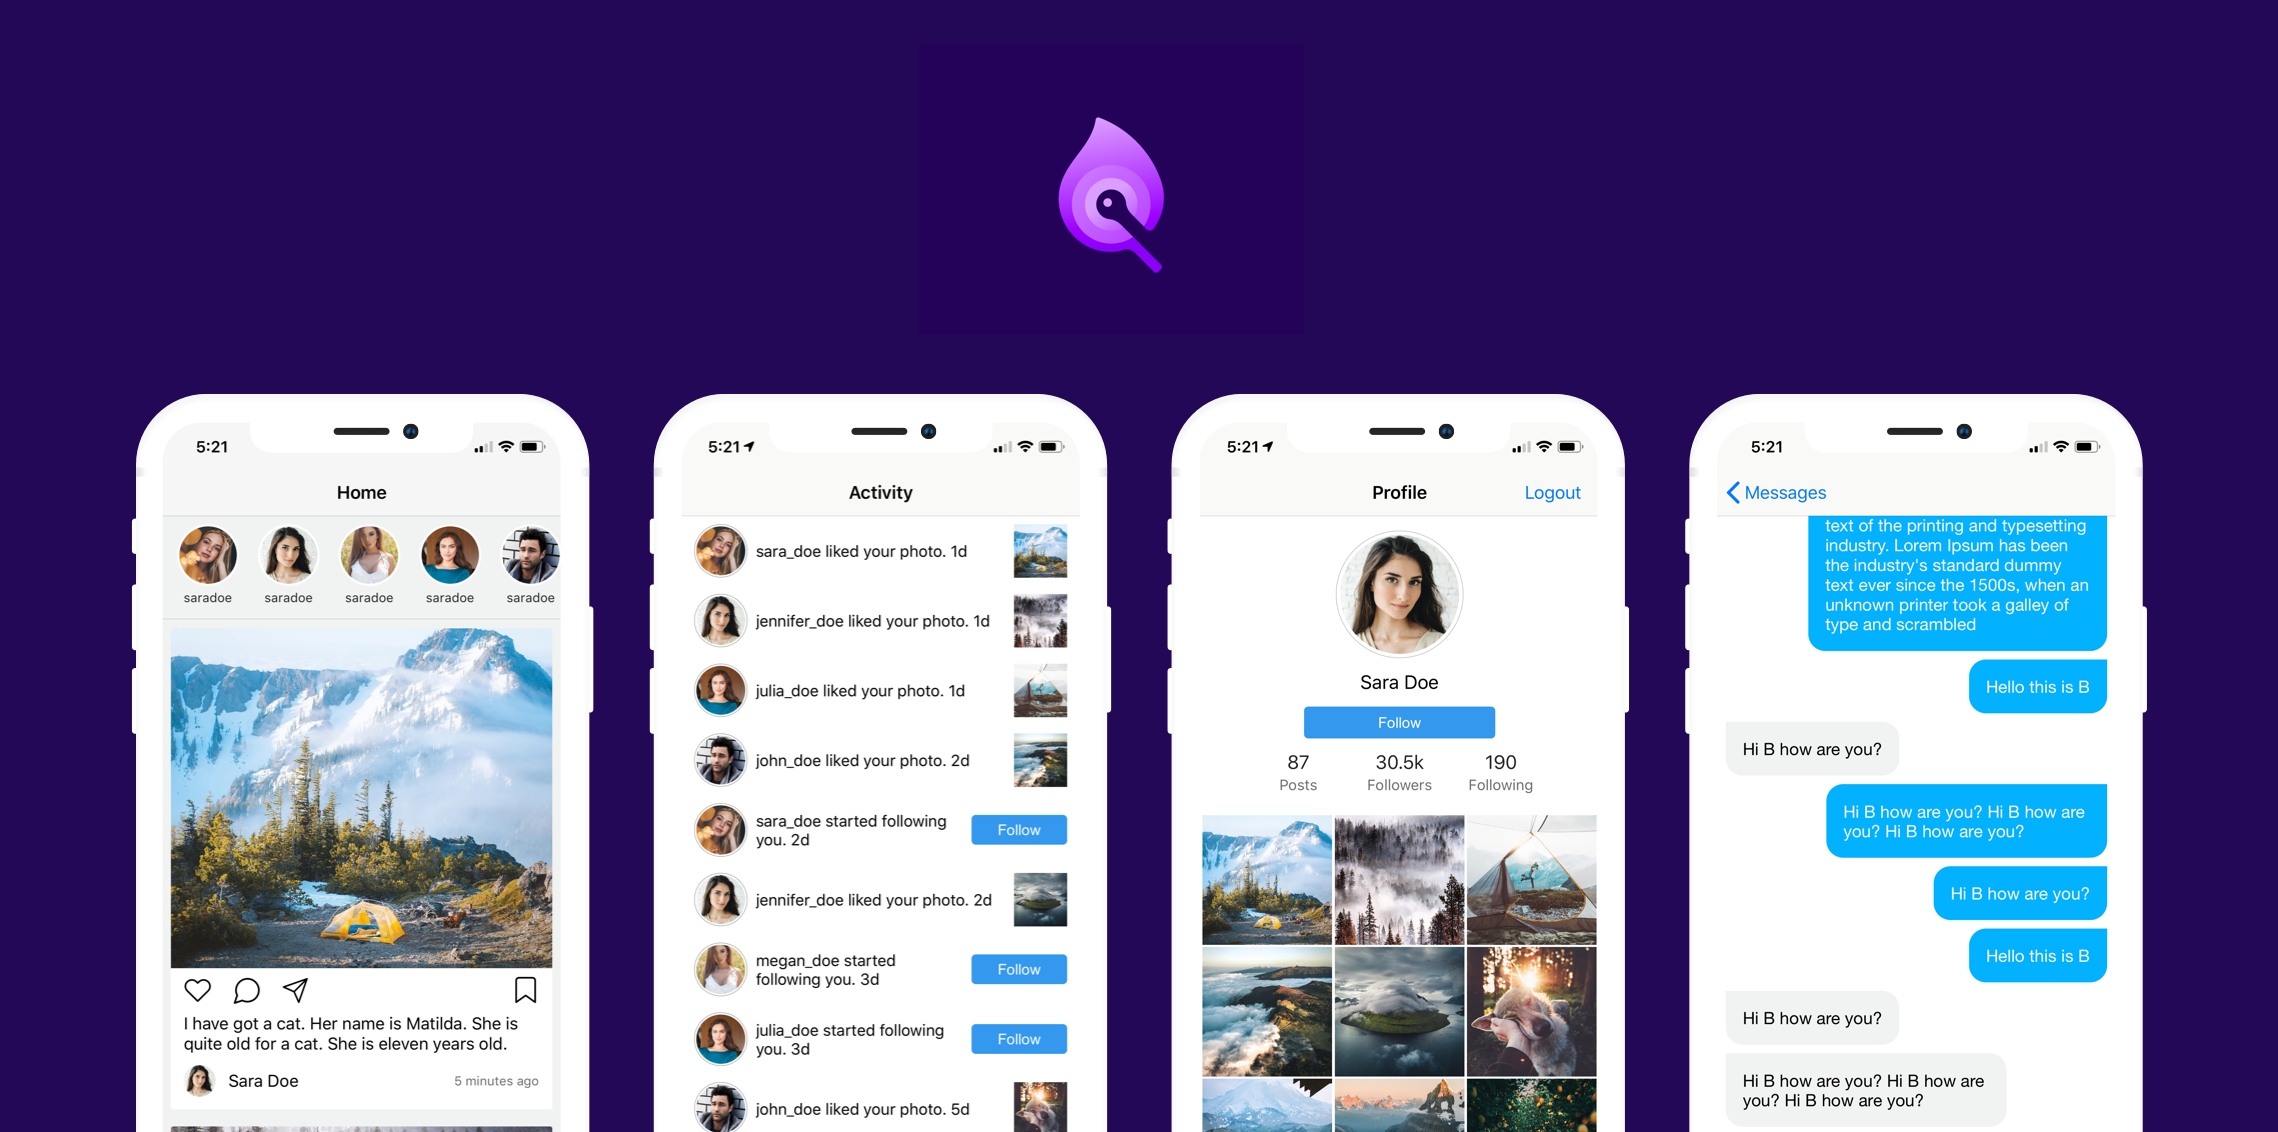 5:21
Home
saradoe
saradoe
saradoe
saradoe
saradoe
I have got a cat. Her name is Matilda. She is
quite old for a cat. She is eleven years old.
Sara Doe
5 minutes ago
5:21
Activity
sara_doe liked your photo. 1d
jennifer_doe liked your photo. 1d
julia_doe liked your photo. 1d
john_doe liked your photo. 2d
sara_doe started following
you. 2d
Follow
jennifer_doe liked your photo. 2d
megan_doe started
following you. 3d
Follow
julia_doe started following
you. 3d
Follow
john_doe liked your photo. 5d
5:21
Profile
Logout
Sara Doe
Follow
87
Posts
30.5k
Followers
190
Following
5:21
Messages
text of the printing and typesetting
industry. Lorem Ipsum has been
the industry's standard dummy
text ever since the 1500s, when an
unknown printer took a galley of
type and scrambled
Hello this is B
Hi B how are you?
Hi B how are you? Hi B how are
you? Hi B how are you?
Hi B how are you?
Hello this is B
Hi B how are you?
Hi B how are you? Hi B how are
you? Hi B how are you?